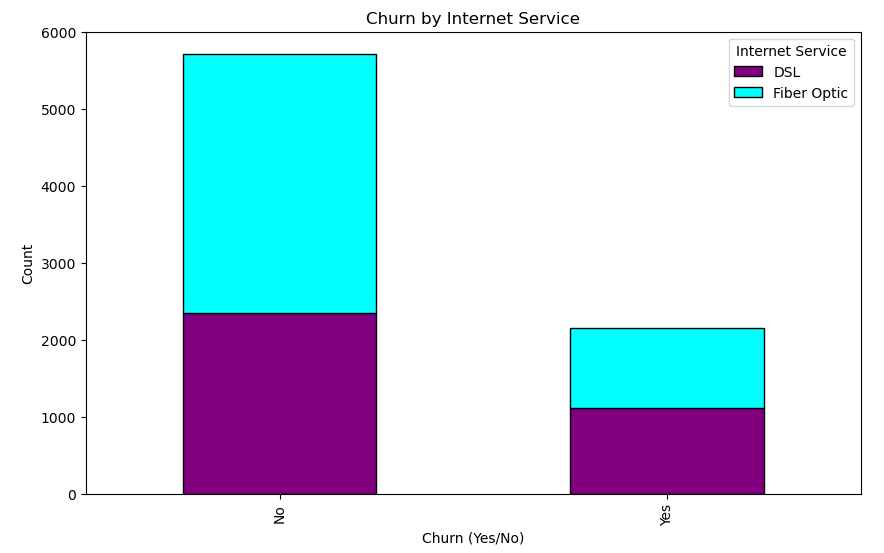 Churn by Internet Service
Internet Service
DSL
Fiber Optic
6000
5000
4000
3000
2000
1000
0
Count
No
Yes
Churn (Yes/No)